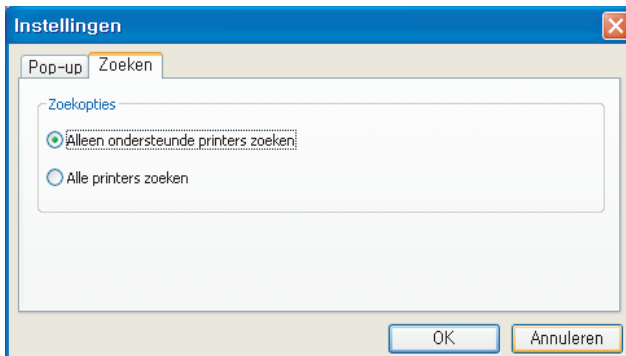 Instellingen
Pop-up Zoeken
Zoekopties
Alleen ondersteunde printers zoeken
Alle printers zoeken
OK Annuleren